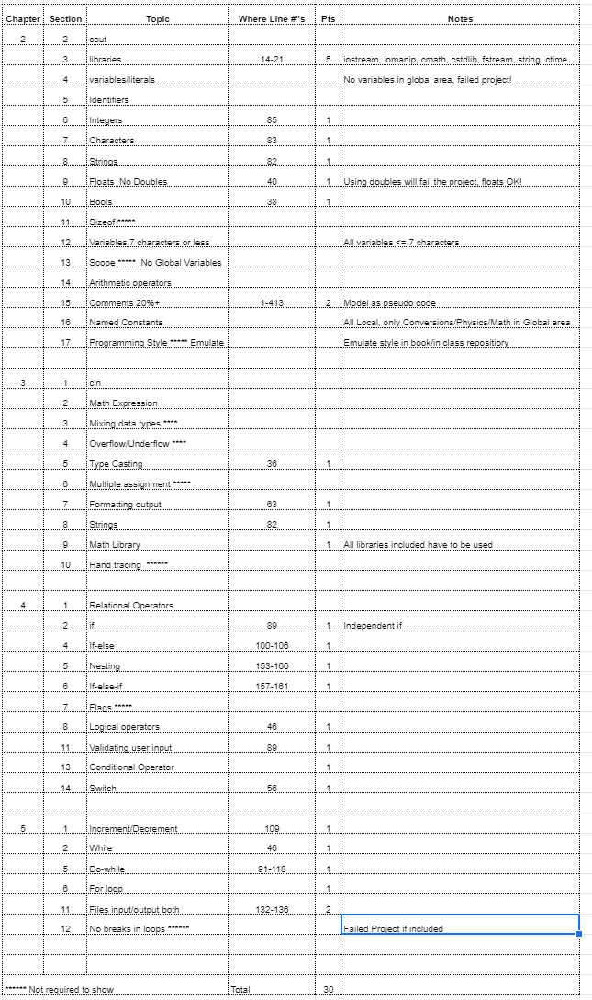 Chapter Section Topic Where Line #"s Pts Notes
2 2 cout
3 libraries 14-21 5 iostream, iomanip, cmath, cstdlib, fstream, string, ctime
4 variables/literals No variables in global area, failed project!
5 Identifiers
6 Integers 85 1
7 Characters 83 1
8 Strings 82 1
9 Floats No Doubles 40 1 Using doubles will fail the project, floats OK!
10 Bools 38 1
11 Sizeof *****
12 Variables 7 characters or less All variables <= 7 characters
13 Scope ***** No Global Variables
14 Arithmetic operators
15 Comments 20%+ 1-413 2 Model as pseudo code
16 Named Constants All Local, only Conversions/Physics/Math in Global area
17 Programming Style ***** Emulate Emulate style in book/in class repositiory
3 1 cin
2 Math Expression
3 Mixing data types ****
4 Overflow/Underflow ****
5 Type Casting 36 1
6 Multiple assignment *****
7 Formatting output 63 1
8 Strings 82 1
9 Math Library 1 All libraries included have to be used
10 Hand tracing ******
4 1 Relational Operators
2 if 89 1 Independent if
4 If-else 100-106 1
5 Nesting 153-166 1
6 If-else-if 157-161 1
7 Flags *****
8 Logical operators 46 1
11 Validating user input 89 1
13 Conditional Operator 1
14 Switch 56 1
5 1 Increment/Decrement 109 1
2 While 46 1
5 Do-while 91-118 1
6 For loop 1
11 Files input/output both 132-136 2
12 No breaks in loops ****** Failed Project if included
****** Not required to show Total 30